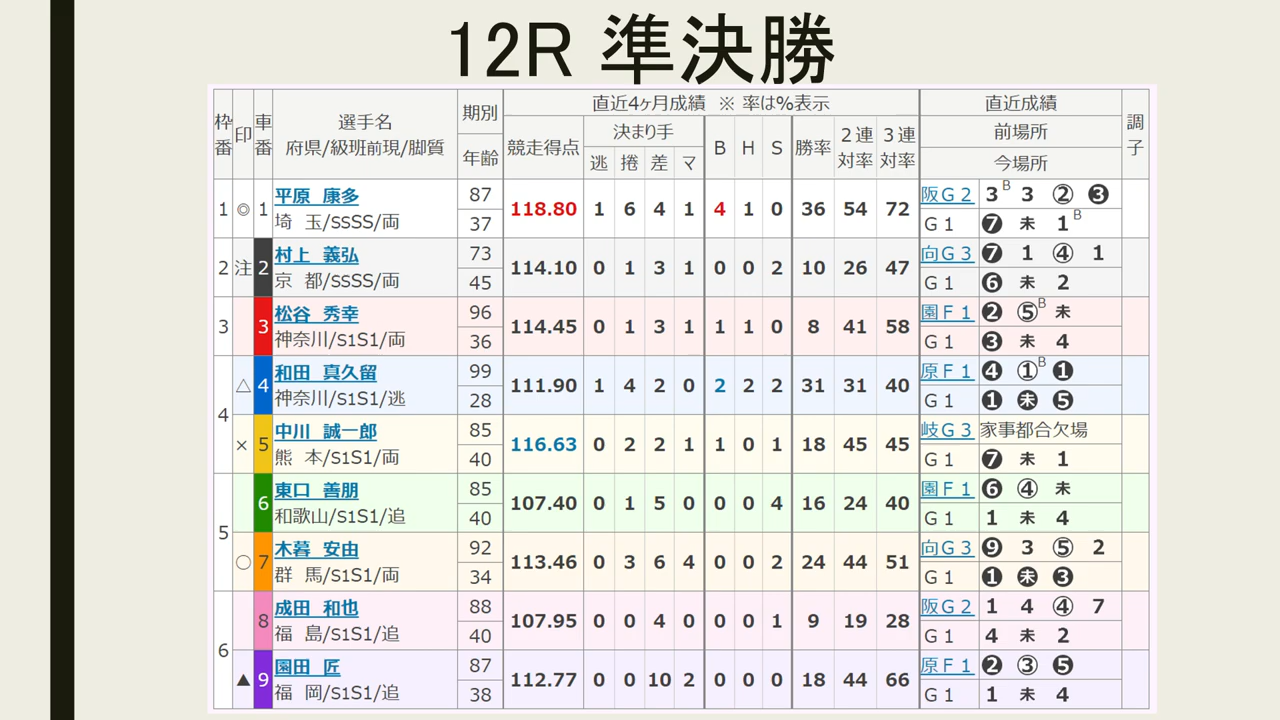 12R 準決勝
枠番 印 車番 選手名 府県/級班前現/脚質 期別 年齢 競走得点 直近4ヶ月成績 ※ 率は%表示 直近成績 調子
決まり手 B H S 勝率 2連対率 3連対率 前場所
逃 捲 差 マ 今場所
1 ◎ 1 平原 康多 87 118.80 1 6 4 1 4 1 0 36 54 72 阪G2 3B 3 ② ❸
埼 玉/SSSS/両 37 G1 ❼ 未 1B
2 注 2 村上 義弘 73 114.10 0 1 3 1 0 0 2 10 26 47 向G3 ❼ 1 ④ 1
京 都/SSSS/両 45 G1 ❻ 未 2
3 3 松谷 秀幸 96 114.45 0 1 3 1 1 1 0 8 41 58 園F1 ❷ ⑤B 未
神奈川/S1S1/両 36 G1 ❸ 未 4
4 △ 4 和田 真久留 99 111.90 1 4 2 0 2 2 2 31 31 40 原F1 ❹ ①B ❶
神奈川/S1S1/逃 28 G1 ❶ 未 ❺
× 5 中川 誠一郎 85 116.63 0 2 2 1 1 0 1 18 45 45 岐G3 家事都合欠場
熊 本/S1S1/両 40 G1 ❼ 未 1
5 6 東口 善朋 85 107.40 0 1 5 0 0 0 4 16 24 40 園F1 ❻ ④ 未
和歌山/S1S1/追 40 G1 1 未 4
○ 7 木暮 安由 92 113.46 0 3 6 4 0 0 2 24 44 51 向G3 ❾ 3 ⑤ 2
群 馬/S1S1/両 34 G1 ❶ 未 ❸
6 8 成田 和也 88 107.95 0 0 4 0 0 0 1 9 19 28 阪G2 1 4 ④ 7
福 島/S1S1/追 40 G1 4 未 2
▲ 9 園田 匠 87 112.77 0 0 10 2 0 0 0 18 44 66 原F1 ❷ ③ ❺
福 岡/S1S1/追 38 G1 1 未 4